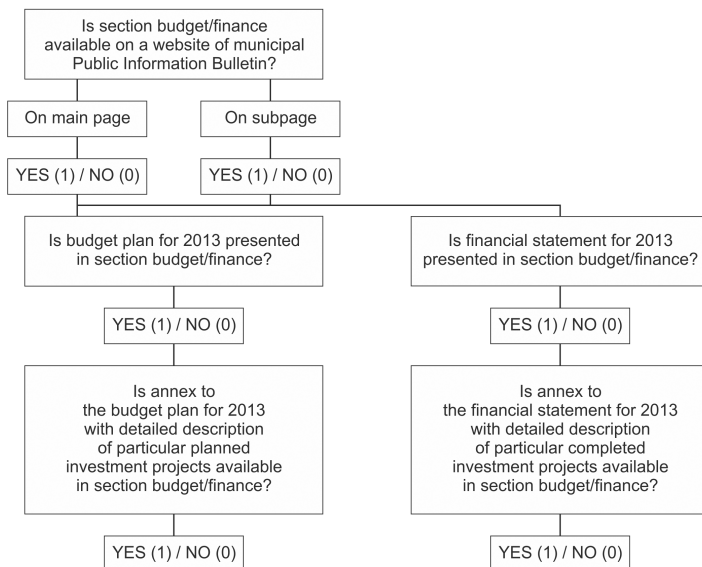 Is section budget/finance
available on a website of municipal
Public Information Bulletin?
On main page
On subpage
YES (1) / NO (0)
YES (1) / NO (0)
Is budget plan for 2013 presented
in section budget/finance?
Is financial statement for 2013
presented in section budget/finance?
YES (1) / NO (0)
YES (1) / NO (0)
Is annex to
the budget plan for 2013
with detailed description
of particular planned
investment projects available
in section budget/finance?
Is annex to
the financial statement for 2013
with detailed description
of particular completed
investment projects available
in section budget/finance?
YES (1) / NO (0)
YES (1) / NO (0)